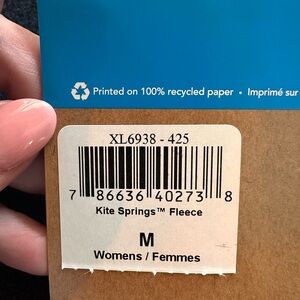 Printed on 100% recycled paper • Imprimé sur
XL6938 - 425
7 86636 40273 8
Kite Springs™ Fleece
M
Womens / Femmes